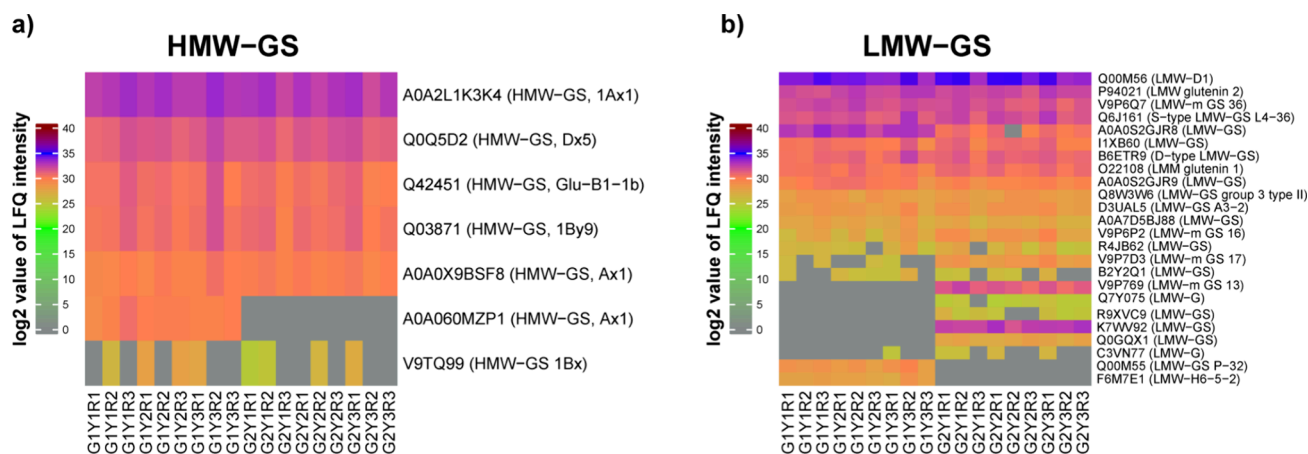 a)
HMW−GS
log2 value of LFQ intensity
40
35
30
25
20
15
10
5
0
A0A2L1K3K4 (HMW-GS, 1Ax1)
Q0Q5D2 (HMW-GS, Dx5)
Q42451 (HMW-GS, Glu-B1-1b)
Q03871 (HMW-GS, 1By9)
A0A0X9BSF8 (HMW-GS, Ax1)
A0A060MZP1 (HMW-GS, Ax1)
V9TQ99 (HMW-GS 1Bx)
G1Y1R1
G1Y1R2
G1Y1R3
G1Y2R1
G1Y2R2
G1Y2R3
G1Y3R1
G1Y3R2
G1Y3R3
G2Y1R1
G2Y1R2
G2Y1R3
G2Y2R1
G2Y2R2
G2Y2R3
G2Y3R1
G2Y3R2
G2Y3R3
b)
LMW−GS
log2 value of LFQ intensity
40
35
30
25
20
15
10
5
0
Q00M56 (LMW-D1)
P94021 (LMW glutenin 2)
V9P6Q7 (LMW-m GS 36)
Q6J161 (S-type LMW-GS L4-36)
A0A0S2GJR8 (LMW-GS)
I1XB60 (LMW-GS)
B6ETR9 (D-type LMW-GS)
O22108 (LMM glutenin 1)
A0A0S2GJR9 (LMW-GS)
Q8W3W6 (LMW-GS group 3 type II)
D3UAL5 (LMW-GS A3-2)
A0A7D5BJ88 (LMW-GS)
V9P6P2 (LMW-m GS 16)
R4JB62 (LMW-GS)
V9P7D3 (LMW-m GS 17)
B2Y2Q1 (LMW-GS)
V9P769 (LMW-m GS 13)
Q7Y075 (LMW-G)
R9XVC9 (LMW-GS)
K7WV92 (LMW-GS)
Q0GQX1 (LMW-GS)
C3VN77 (LMW-G)
Q00M55 (LMW-GS P-32)
F6M7E1 (LMW-H6-5-2)
G1Y1R1
G1Y1R2
G1Y1R3
G1Y2R1
G1Y2R2
G1Y2R3
G1Y3R1
G1Y3R2
G1Y3R3
G2Y1R1
G2Y1R2
G2Y1R3
G2Y2R1
G2Y2R2
G2Y2R3
G2Y3R1
G2Y3R2
G2Y3R3